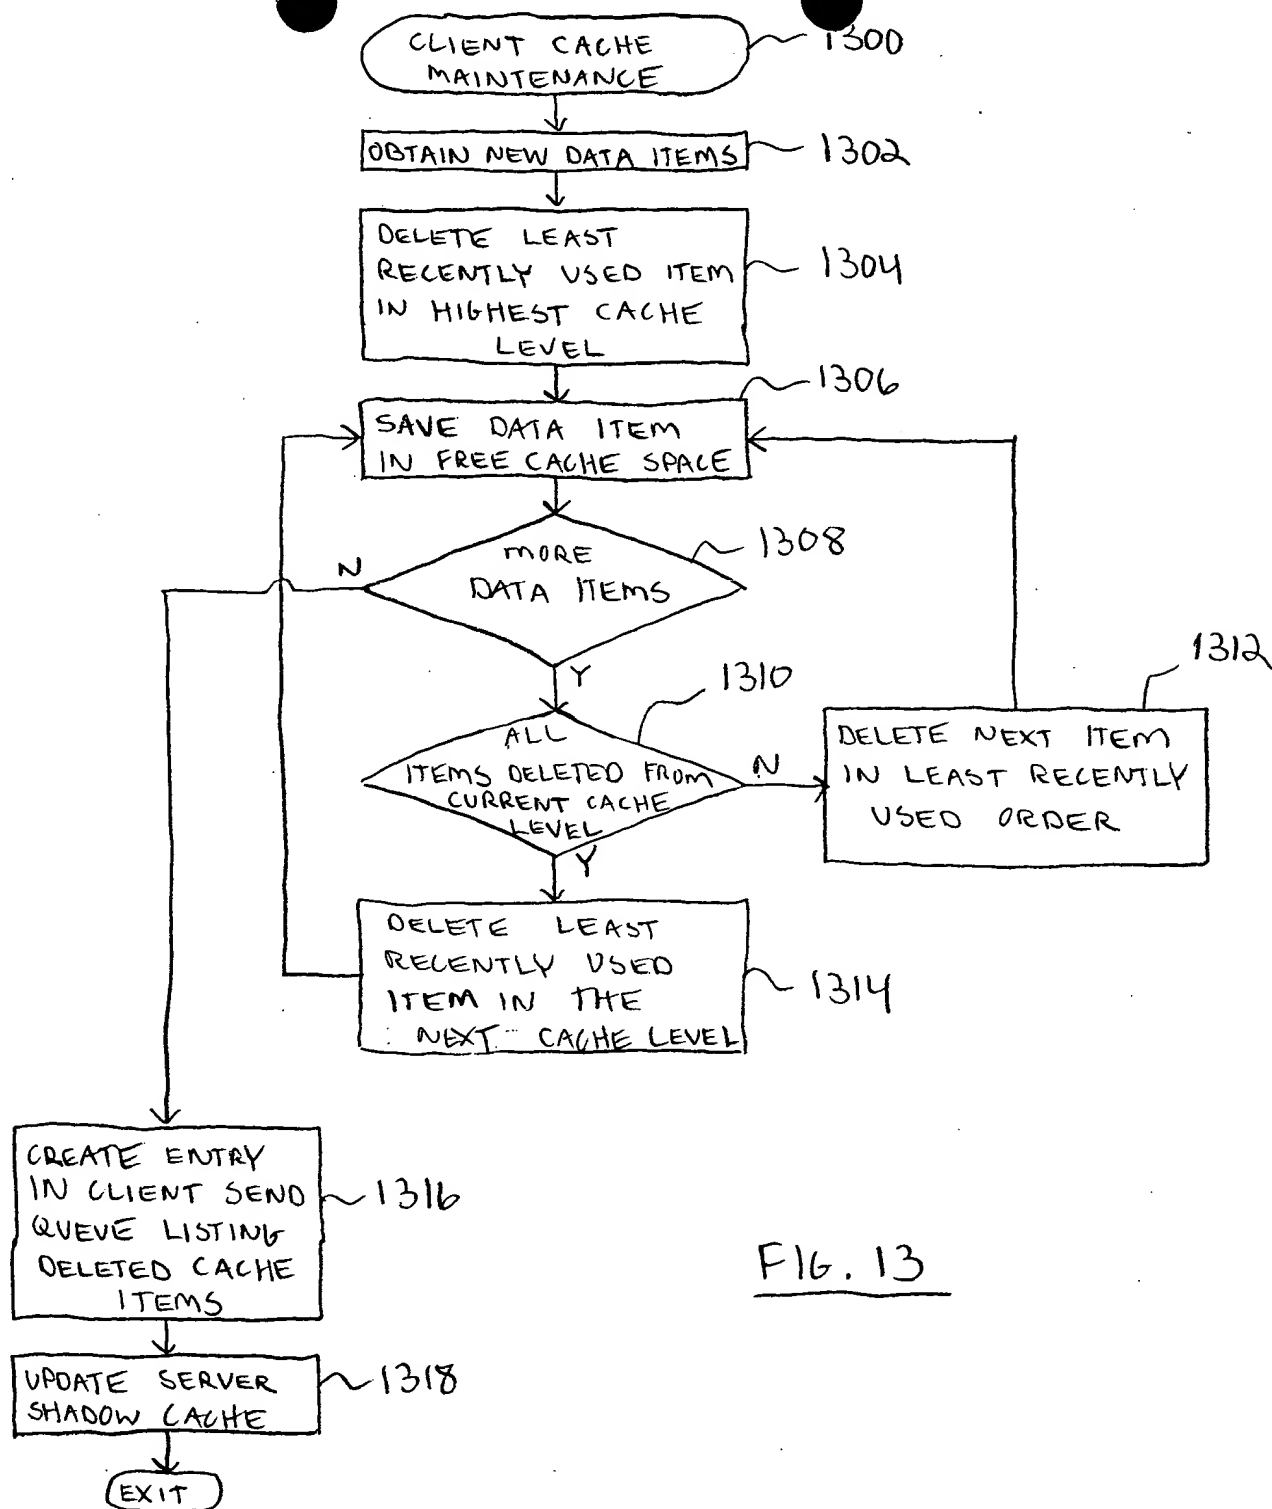 CLIENT CACHE
MAINTENANCE
1300
OBTAIN NEW DATA ITEMS
1302
DELETE LEAST
RECENTLY USED ITEM
IN HIGHEST CACHE
LEVEL
1304
1306
SAVE DATA ITEM
IN FREE CACHE SPACE
MORE
DATA ITEMS
1308
N
Y
1310
ALL
ITEMS DELETED FROM
CURRENT CACHE
LEVEL
N
Y
1312
DELETE NEXT ITEM
IN LEAST RECENTLY
USED ORDER
DELETE LEAST
RECENTLY USED
ITEM IN THE
NEXT CACHE LEVEL
1314
CREATE ENTRY
IN CLIENT SEND
QUEUE LISTING
DELETED CACHE
ITEMS
1316
FIG. 13
UPDATE SERVER
SHADOW CACHE
1318
EXIT